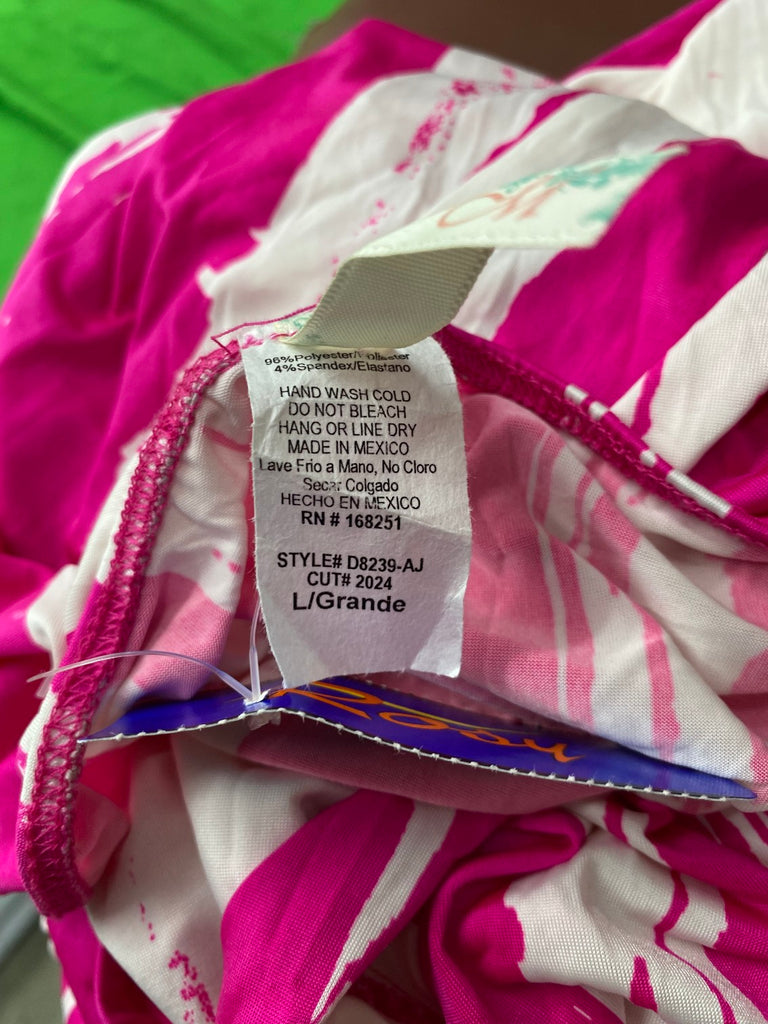 96%Polyester/Poliester
4%Spandex/Elastano
HAND WASH COLD
DO NOT BLEACH
HANG OR LINE DRY
MADE IN MEXICO
Lave Frio a Mano, No Cloro
Secar Colgado
HECHO EN MEXICO
RN # 168251
STYLE# D8239-AJ
CUT# 2024
L/Grande